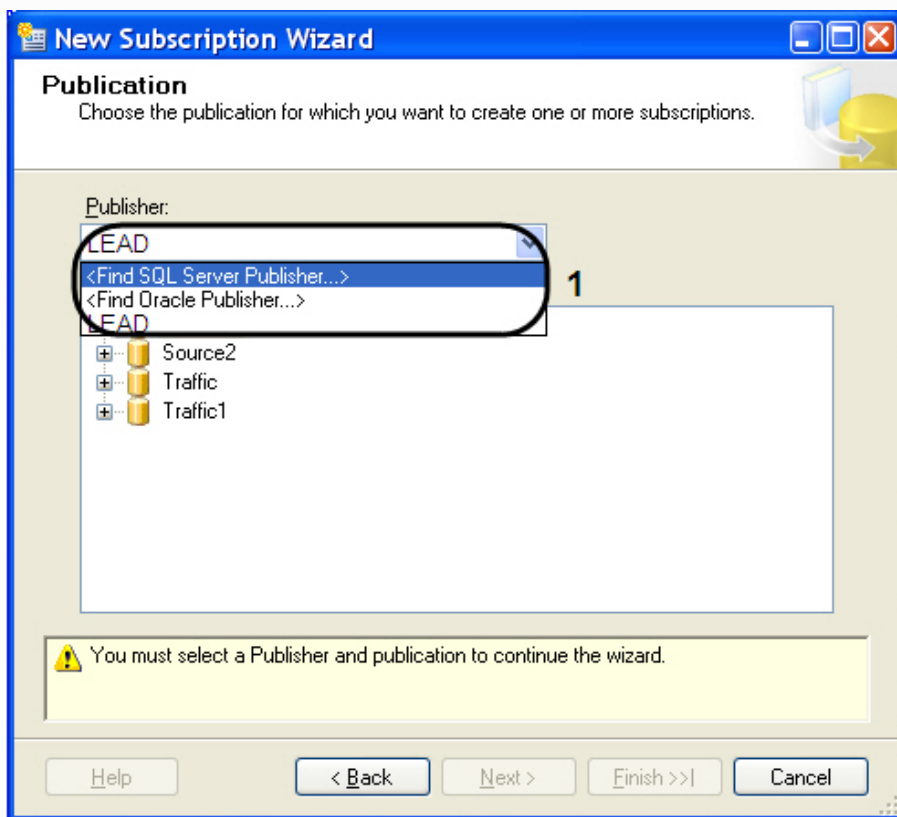 New Subscription Wizard
Publication
Choose the publication for which you want to create one or more subscriptions.
Publisher:
LEAD
<Find SQL Server Publisher...>
<Find Oracle Publisher...>
LEAD
1
Source2
Traffic
Traffic1
You must select a Publisher and publication to continue the wizard.
Help
< Back
Next >
Finish >>|
Cancel